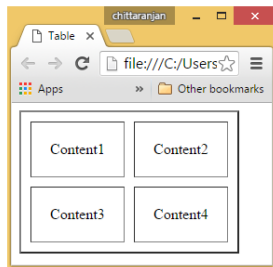 chittaranjan
Table
file:///C:/Users
Apps » Other bookmarks
Content1 Content2
Content3 Content4